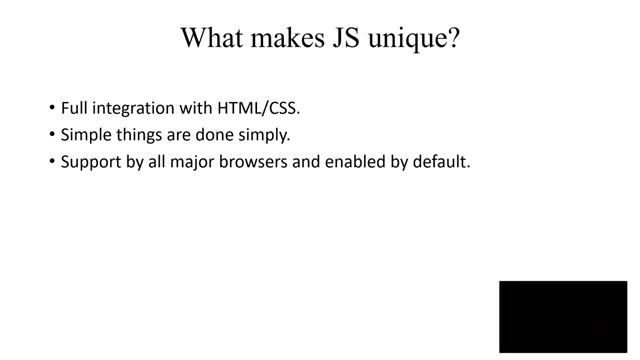 What makes JS unique?
• Full integration with HTML/CSS.
• Simple things are done simply.
• Support by all major browsers and enabled by default.